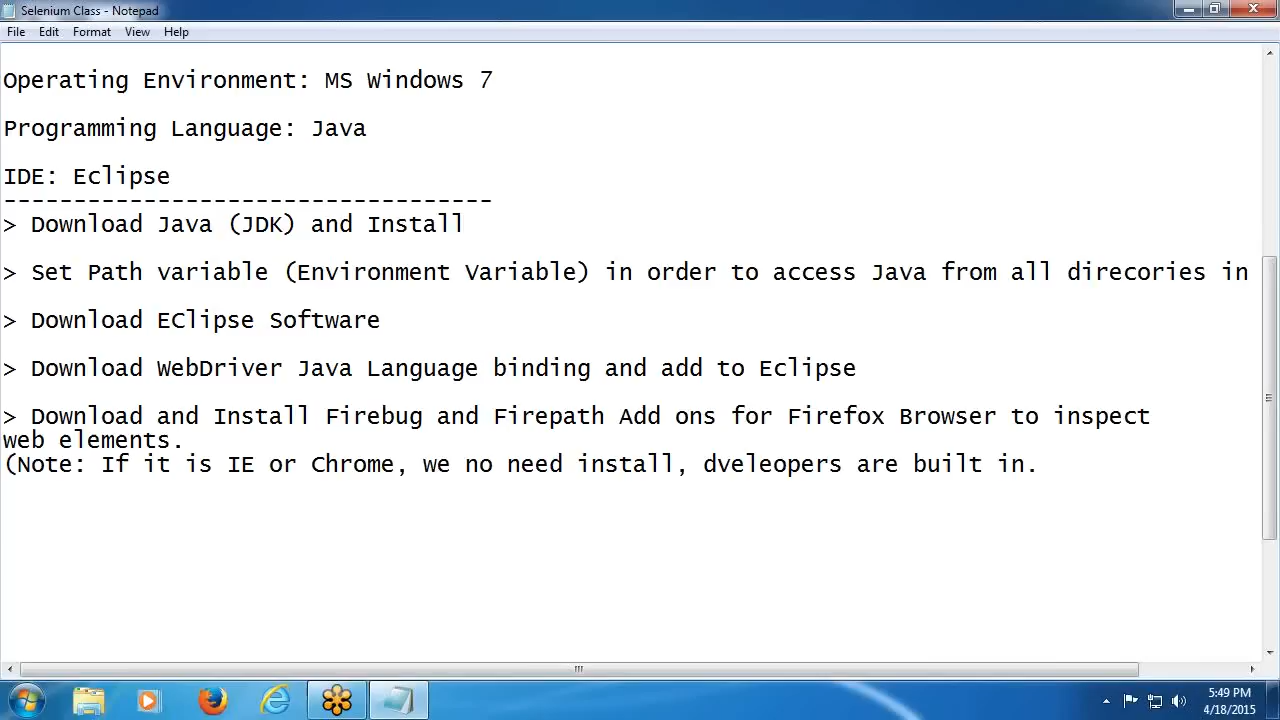 Selenium Class - Notepad
File Edit Format View Help
Operating Environment: MS Windows 7
Programming Language: Java
IDE: Eclipse
-----------------------------------
> Download Java (JDK) and Install
> Set Path variable (Environment Variable) in order to access Java from all direcories in
> Download EClipse Software
> Download WebDriver Java Language binding and add to Eclipse
> Download and Install Firebug and Firepath Add ons for Firefox Browser to inspect
web elements.
(Note: If it is IE or Chrome, we no need install, dveleopers are built in.
5:49 PM
4/18/2015